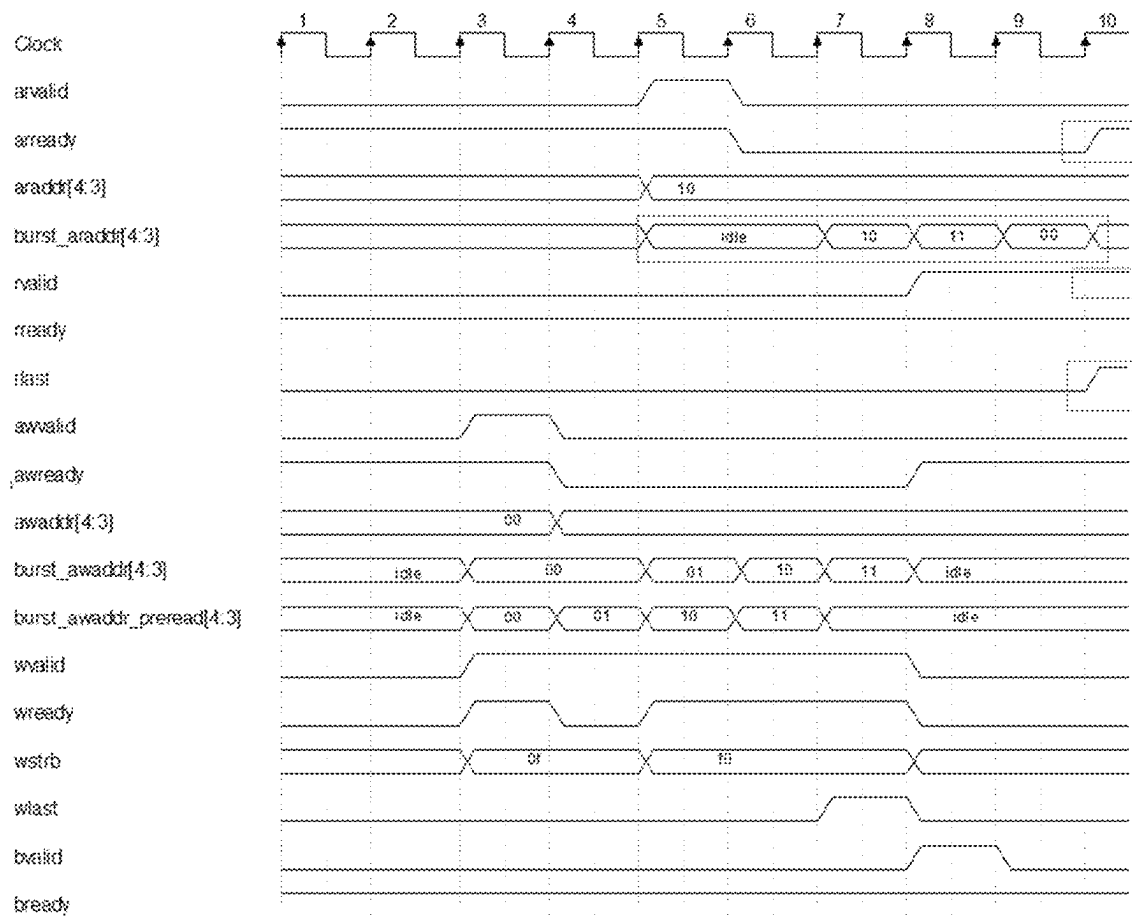 1 2 3 4 5 6 7 8 9 10
Clock
arvalid
arready
araddr[4:3] 10
burst_araddr[4:3] idle 10 11 00
rvalid
rready
rlast
awvalid
awready
awaddr[4:3] 00
burst_awaddr[4:3] idle 00 01 10 11 idle
burst_awaddr_preread[4:3] idle 00 01 10 11 idle
wvalid
wready
wstrb 0f
wlast
bvalid
bready